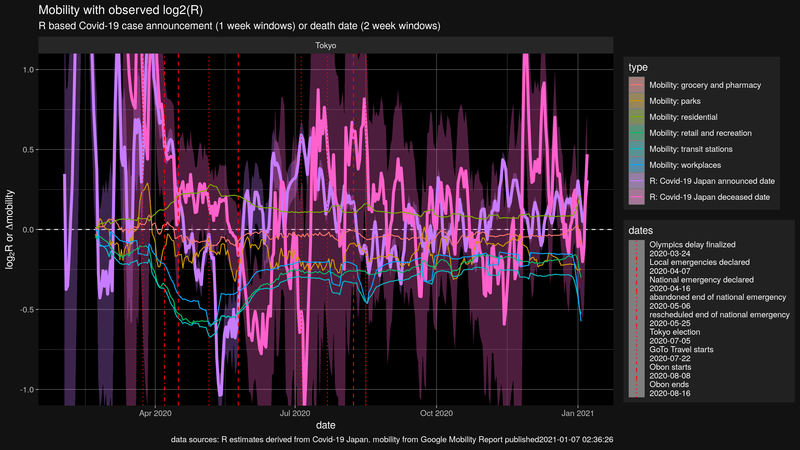 Mobility with observed log2(R)
R based Covid-19 case announcement (1 week windows) or death date (2 week windows)
Tokyo
1.0
0.5
0.0
-0.5
-1.0
log₂R or Δmobility
Apr 2020
Jul 2020
Oct 2020
Jan 2021
date
type
Mobility: grocery and pharmacy
Mobility: parks
Mobility: residential
Mobility: retail and recreation
Mobility: transit stations
Mobility: workplaces
R: Covid-19 Japan announced date
R: Covid-19 Japan deceased date
dates
Olympics delay finalized
2020-03-24
Local emergencies declared
2020-04-07
National emergency declared
2020-04-16
abandoned end of national emergency
2020-05-06
rescheduled end of national emergency
2020-05-25
Tokyo election
2020-07-05
GoTo Travel starts
2020-07-22
Obon starts
2020-08-08
Obon ends
2020-08-16
data sources: R estimates derived from Covid-19 Japan. mobility from Google Mobility Report published2021-01-07 02:36:26